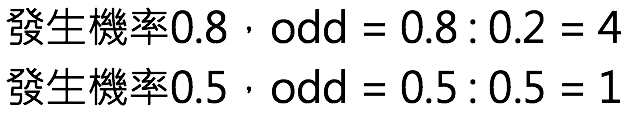 發生機率0.8，odd = 0.8 : 0.2 = 4
發生機率0.5，odd = 0.5 : 0.5 = 1